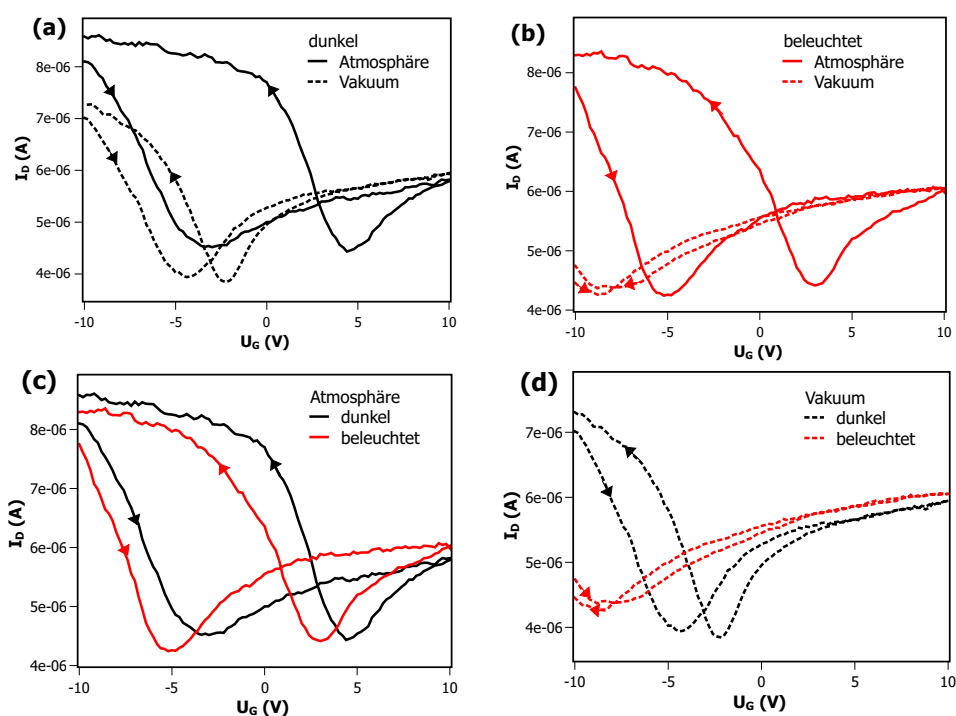 (a)
dunkel
Atmosphäre
Vakuum
8e-06
7e-06
6e-06
5e-06
4e-06
I_D (A)
-10 -5 0 5 10
U_G (V)
(b)
beleuchtet
Atmosphäre
Vakuum
8e-06
7e-06
6e-06
5e-06
4e-06
I_D (A)
-10 -5 0 5 10
U_G (V)
(c)
Atmosphäre
dunkel
beleuchtet
8e-06
7e-06
6e-06
5e-06
4e-06
I_D (A)
-10 -5 0 5 10
U_G (V)
(d)
Vakuum
dunkel
beleuchtet
7e-06
6e-06
5e-06
4e-06
I_D (A)
-10 -5 0 5 10
U_G (V)